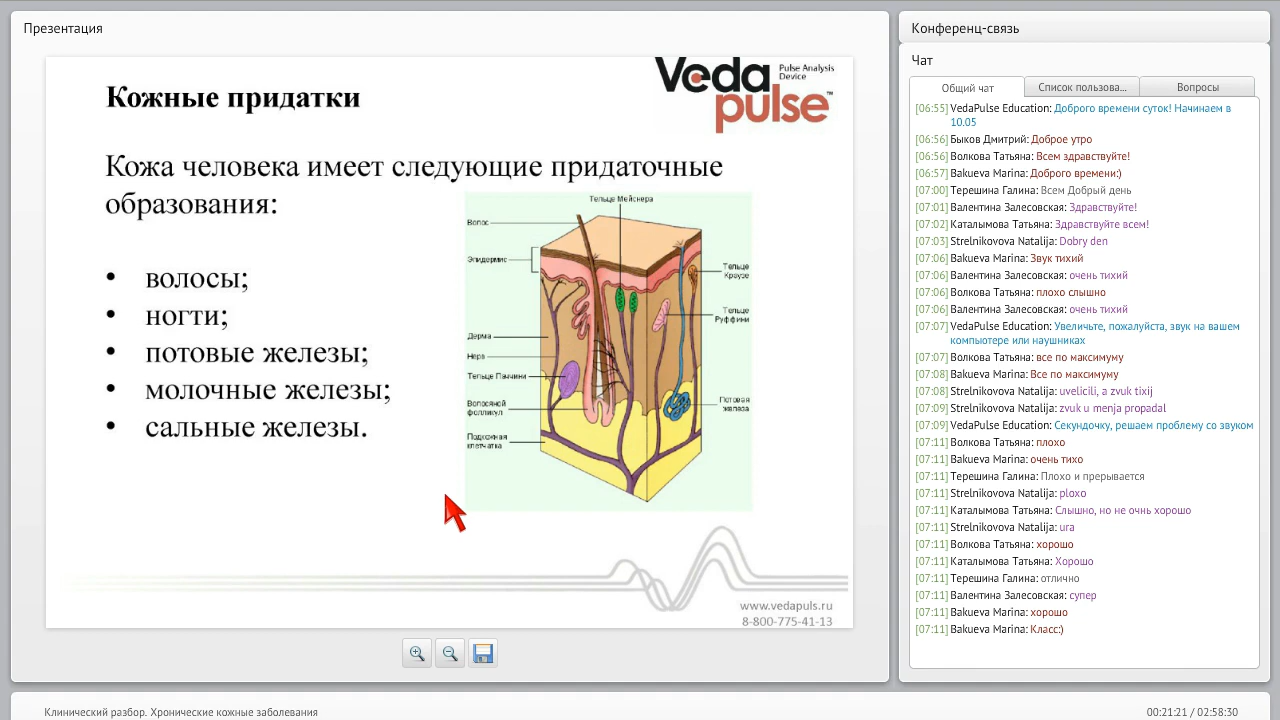 Презентация
Veda pulse™
Pulse Analysis
Device
Кожные придатки
Кожа человека имеет следующие придаточные
образования:
• волосы;
• ногти;
• потовые железы;
• молочные железы;
• сальные железы.
Тельце Мейснера
Волос
Эпидермис
Тельце
Краузе
Тельце
Руффини
Дерма
Нерв
Тельце Паччини
Волосяной
фолликул
Потовая
железа
Подкожная
клетчатка
www.vedapuls.ru
8-800-775-41-13
Конференц-связь
Чат
Общий чат
Список пользова...
Вопросы
[06:55] VedaPulse Education: Доброго времени суток! Начинаем в
10.05
[06:56] Быков Дмитрий: Доброе утро
[06:56] Волкова Татьяна: Всем здравствуйте!
[06:57] Bakueva Marina: Доброго времени:)
[07:00] Терешина Галина: Всем Добрый день
[07:01] Валентина Залесовская: Здравствуйте!
[07:02] Каталымова Татьяна: Здравствуйте всем!
[07:03] Strelnikovova Natalija: Dobry den
[07:06] Bakueva Marina: Звук тихий
[07:06] Валентина Залесовская: очень тихий
[07:06] Волкова Татьяна: плохо слышно
[07:06] Валентина Залесовская: очень тихий
[07:07] VedaPulse Education: Увеличьте, пожалуйста, звук на вашем
компьютере или наушниках
[07:07] Волкова Татьяна: все по максимуму
[07:08] Bakueva Marina: Все по максимуму
[07:08] Strelnikovova Natalija: uvelicili, a zvuk tixij
[07:09] Strelnikovova Natalija: zvuk u menja propadal
[07:09] VedaPulse Education: Секундочку, решаем проблему со звуком
[07:11] Волкова Татьяна: плохо
[07:11] Bakueva Marina: очень тихо
[07:11] Терешина Галина: Плохо и прерывается
[07:11] Strelnikovova Natalija: ploxo
[07:11] Каталымова Татьяна: Слышно, но не очнь хорошо
[07:11] Strelnikovova Natalija: ura
[07:11] Волкова Татьяна: хорошо
[07:11] Каталымова Татьяна: Хорошо
[07:11] Терешина Галина: отлично
[07:11] Валентина Залесовская: супер
[07:11] Bakueva Marina: хорошо
[07:11] Bakueva Marina: Класс:)
Клинический разбор. Хронические кожные заболевания
00:21:21 / 02:58:30